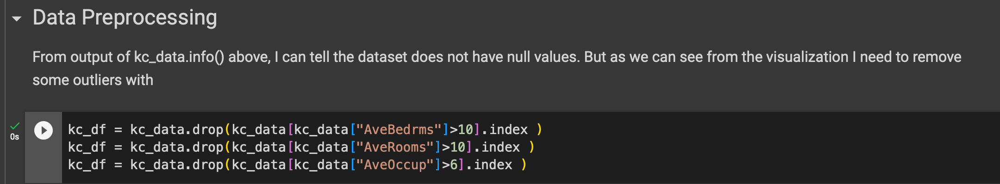 Data Preprocessing
From output of kc_data.info() above, I can tell the dataset does not have null values. But as we can see from the visualization I need to remove
some outliers with
0s
kc_df = kc_data.drop(kc_data[kc_data["AveBedrms"]>10].index )
kc_df = kc_data.drop(kc_data[kc_data["AveRooms"]>10].index )
kc_df = kc_data.drop(kc_data[kc_data["AveOccup"]>6].index )